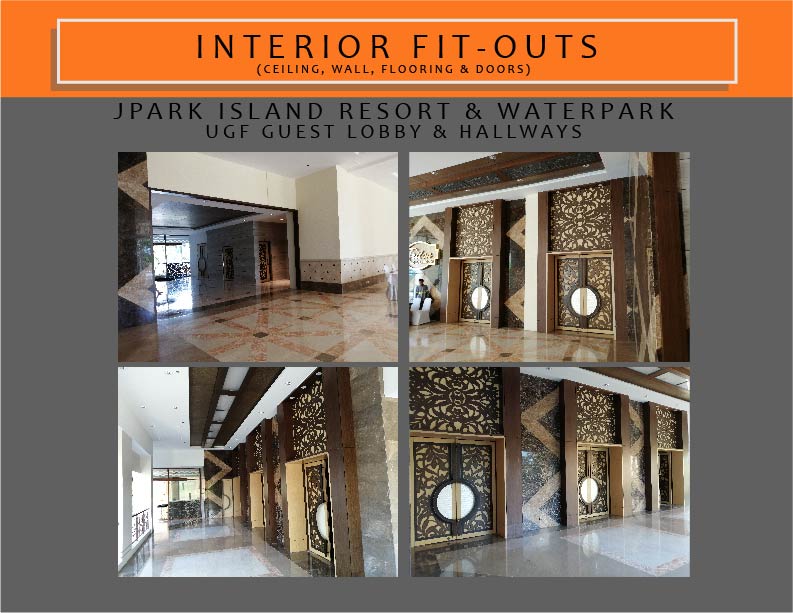 INTERIOR FIT-OUTS
(CEILING, WALL, FLOORING & DOORS)
JPARK ISLAND RESORT & WATERPARK
UGF GUEST LOBBY & HALLWAYS